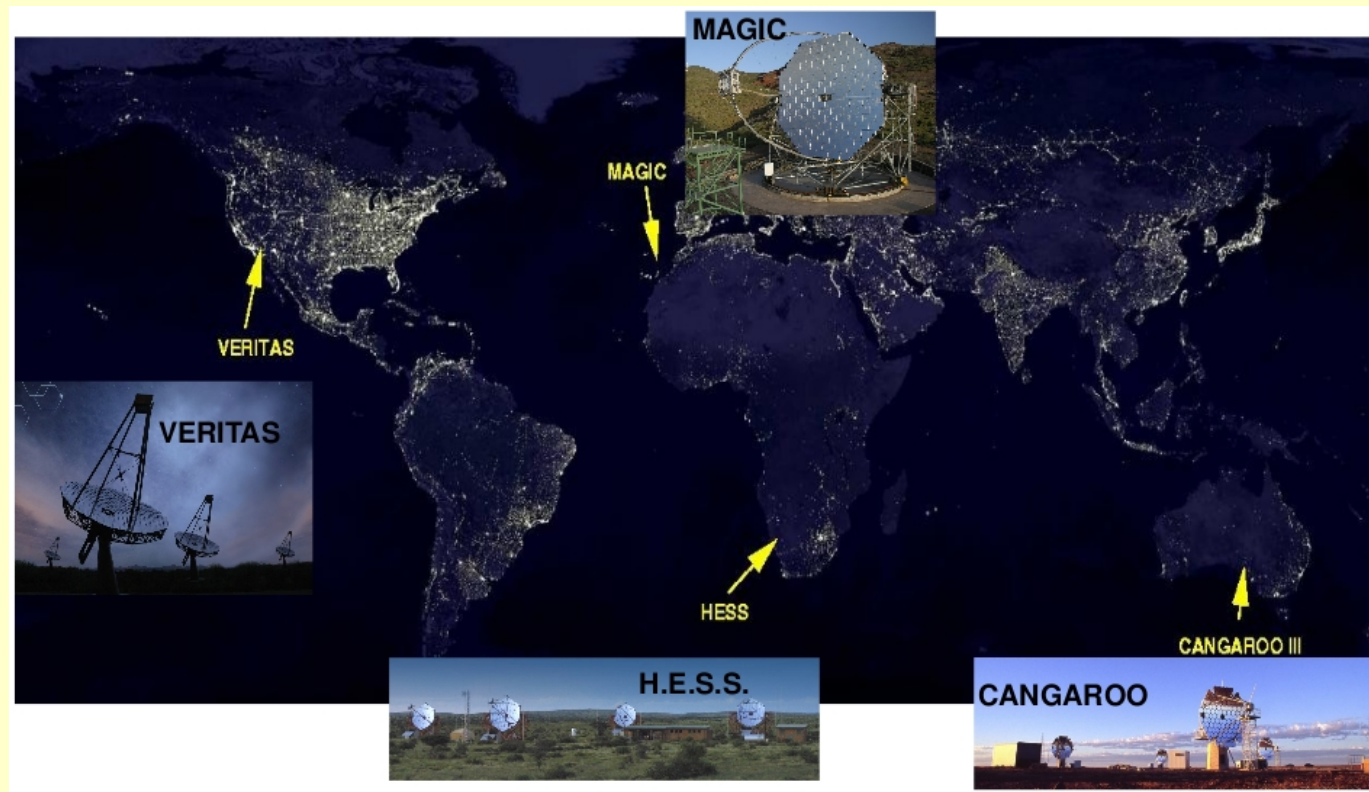 MAGIC
MAGIC
VERITAS
VERITAS
HESS
CANGAROO III
H.E.S.S.
CANGAROO